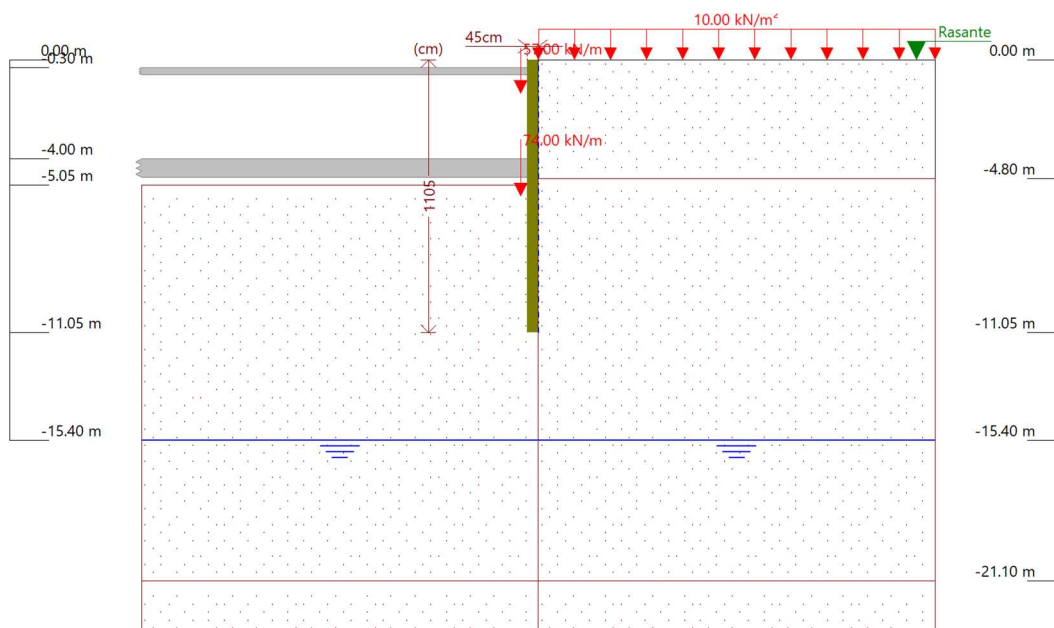 10.00 kN/m²
45cm
Rasante
0.00 m
(cm)
57.00 kN/m
0.00 m
-0.30 m
74.00 kN/m
-4.00 m
-5.05 m
-4.80 m
1105
-11.05 m
-11.05 m
-15.40 m
-15.40 m
-21.10 m